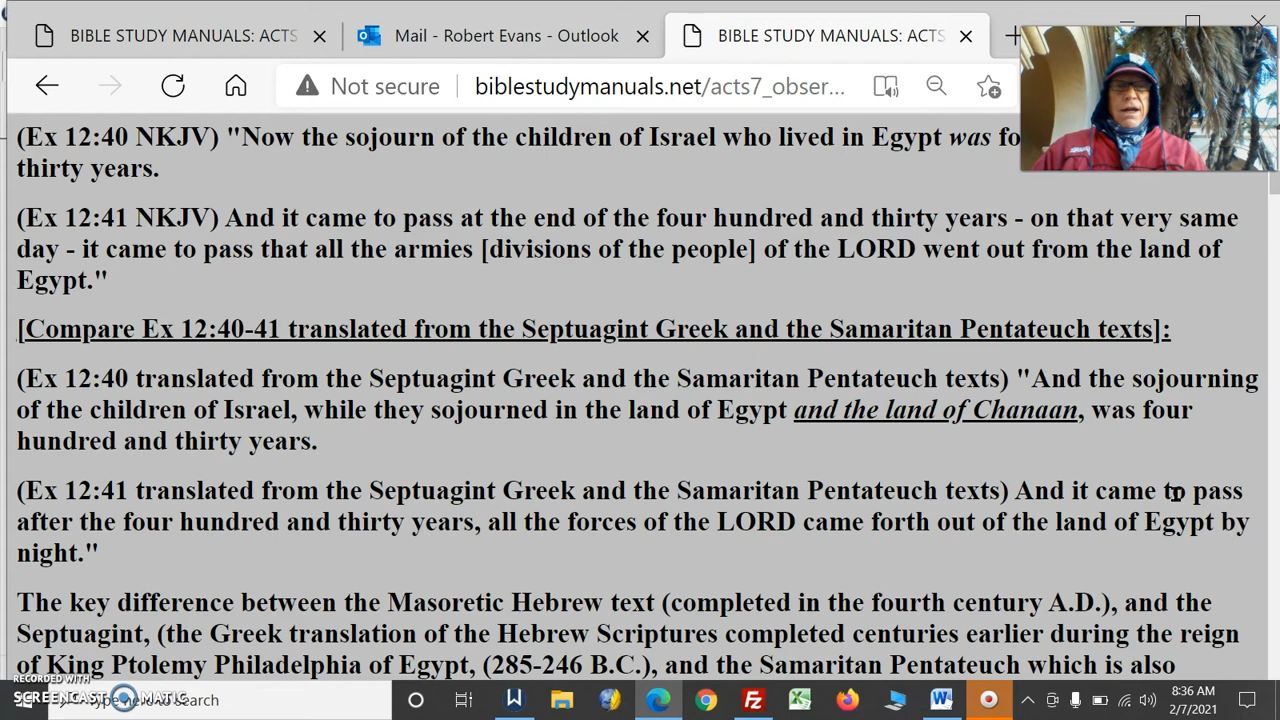 BIBLE STUDY MANUALS: ACTS
Mail - Robert Evans - Outlook
BIBLE STUDY MANUALS: ACTS
Not secure
biblestudymanuals.net/acts7_obser...
(Ex 12:40 NKJV) "Now the sojourn of the children of Israel who lived in Egypt was fo
thirty years.
(Ex 12:41 NKJV) And it came to pass at the end of the four hundred and thirty years - on that very same
day - it came to pass that all the armies [divisions of the people] of the LORD went out from the land of
Egypt."
[Compare Ex 12:40-41 translated from the Septuagint Greek and the Samaritan Pentateuch texts]:
(Ex 12:40 translated from the Septuagint Greek and the Samaritan Pentateuch texts) "And the sojourning
of the children of Israel, while they sojourned in the land of Egypt and the land of Chanaan, was four
hundred and thirty years.
(Ex 12:41 translated from the Septuagint Greek and the Samaritan Pentateuch texts) And it came to pass
after the four hundred and thirty years, all the forces of the LORD came forth out of the land of Egypt by
night."
The key difference between the Masoretic Hebrew text (completed in the fourth century A.D.), and the
Septuagint, (the Greek translation of the Hebrew Scriptures completed centuries earlier during the reign
of King Ptolemy Philadelphia of Egypt, (285-246 B.C.), and the Samaritan Pentateuch which is also
RECORDED WITH
SCREENCAST MATIC
Type here to search
8:36 AM
2/7/2021